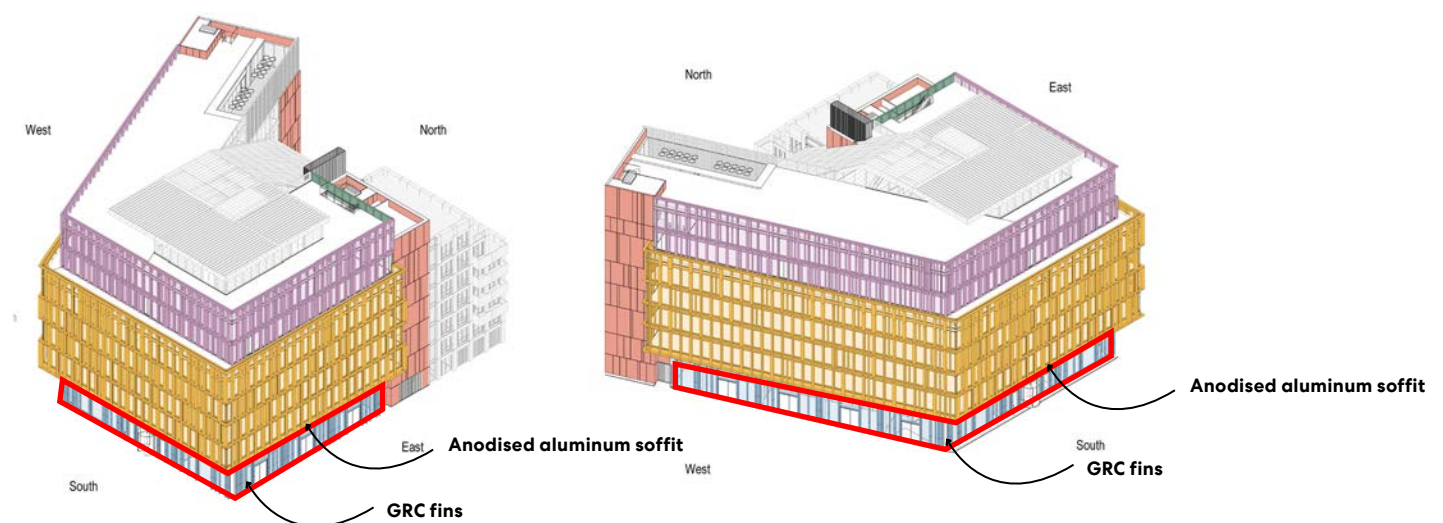 West
North
East
Anodised aluminum soffit
South
GRC fins
North
East
Anodised aluminum soffit
South
GRC fins
West